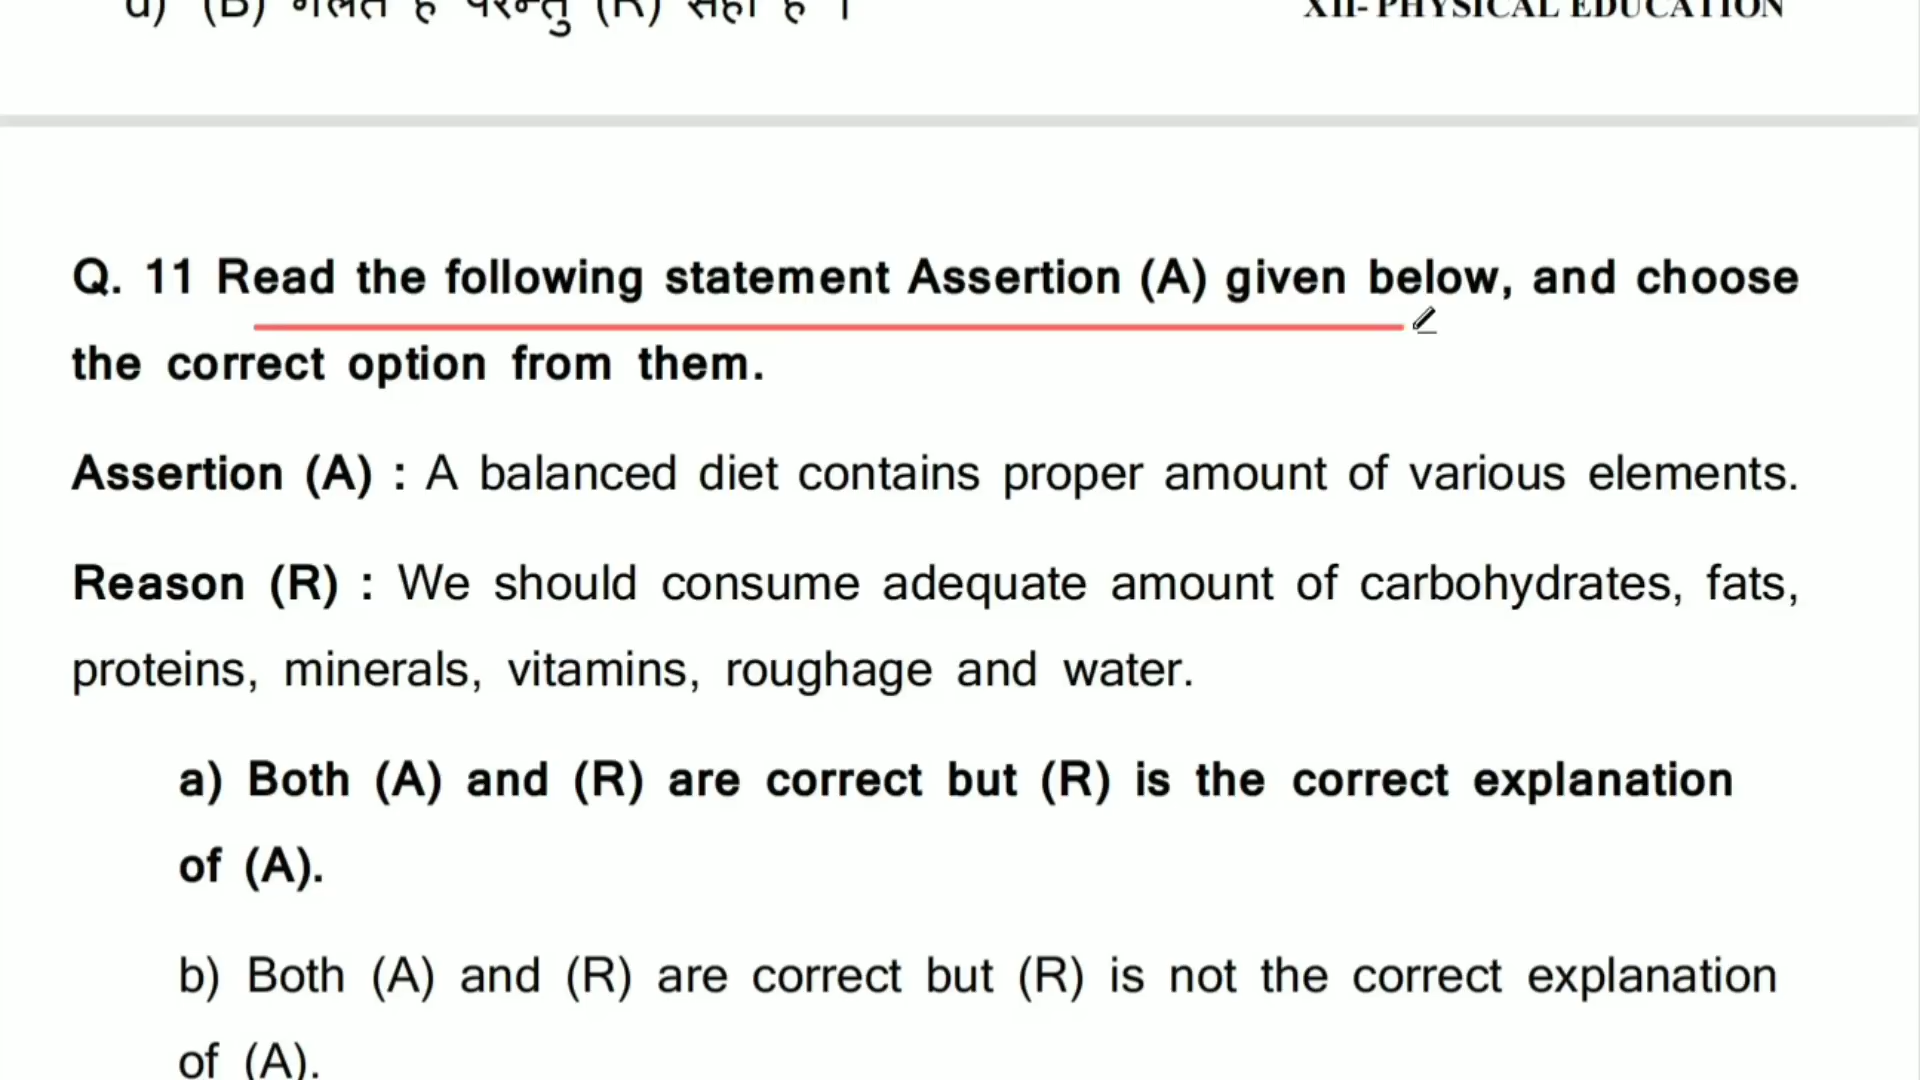 d) (B) गलत है परन्तु (R) सही है ।
XII- PHYSICAL EDUCATION
Q. 11 Read the following statement Assertion (A) given below, and choose
the correct option from them.
Assertion (A) : A balanced diet contains proper amount of various elements.
Reason (R) : We should consume adequate amount of carbohydrates, fats,
proteins, minerals, vitamins, roughage and water.
a) Both (A) and (R) are correct but (R) is the correct explanation
of (A).
b) Both (A) and (R) are correct but (R) is not the correct explanation
of (A).